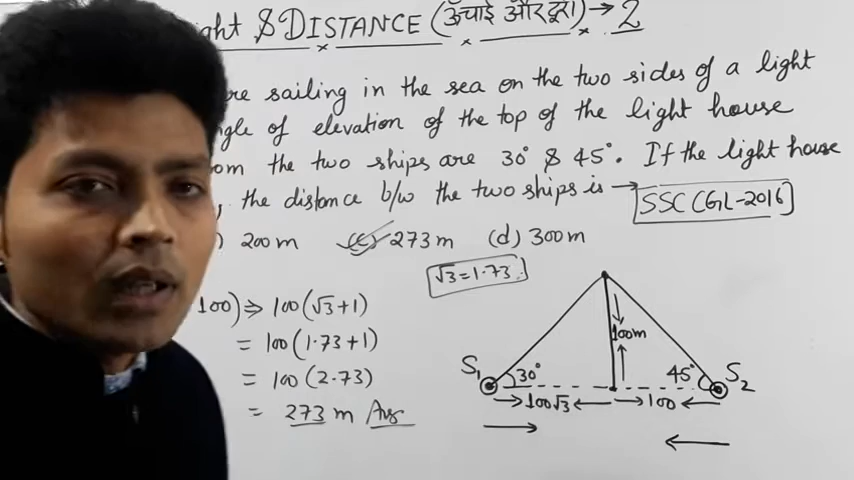 ght & DISTANCE (ऊँचाई और दूरी) → 2
re sailing in the sea on the two sides of a light
gle of elevation of the top of the light house
om the two ships are 30° & 45°. If the light house
, the distance b/w the two ships is →
SSC CGL-2016
) 200 m (c) 273 m (d) 300 m
√3 = 1.73
100) ⇒ 100(√3+1)
= 100(1.73+1)
= 100(2.73)
= 273 m Ans
100m
S₁ 30° 45° S₂
100√3 100